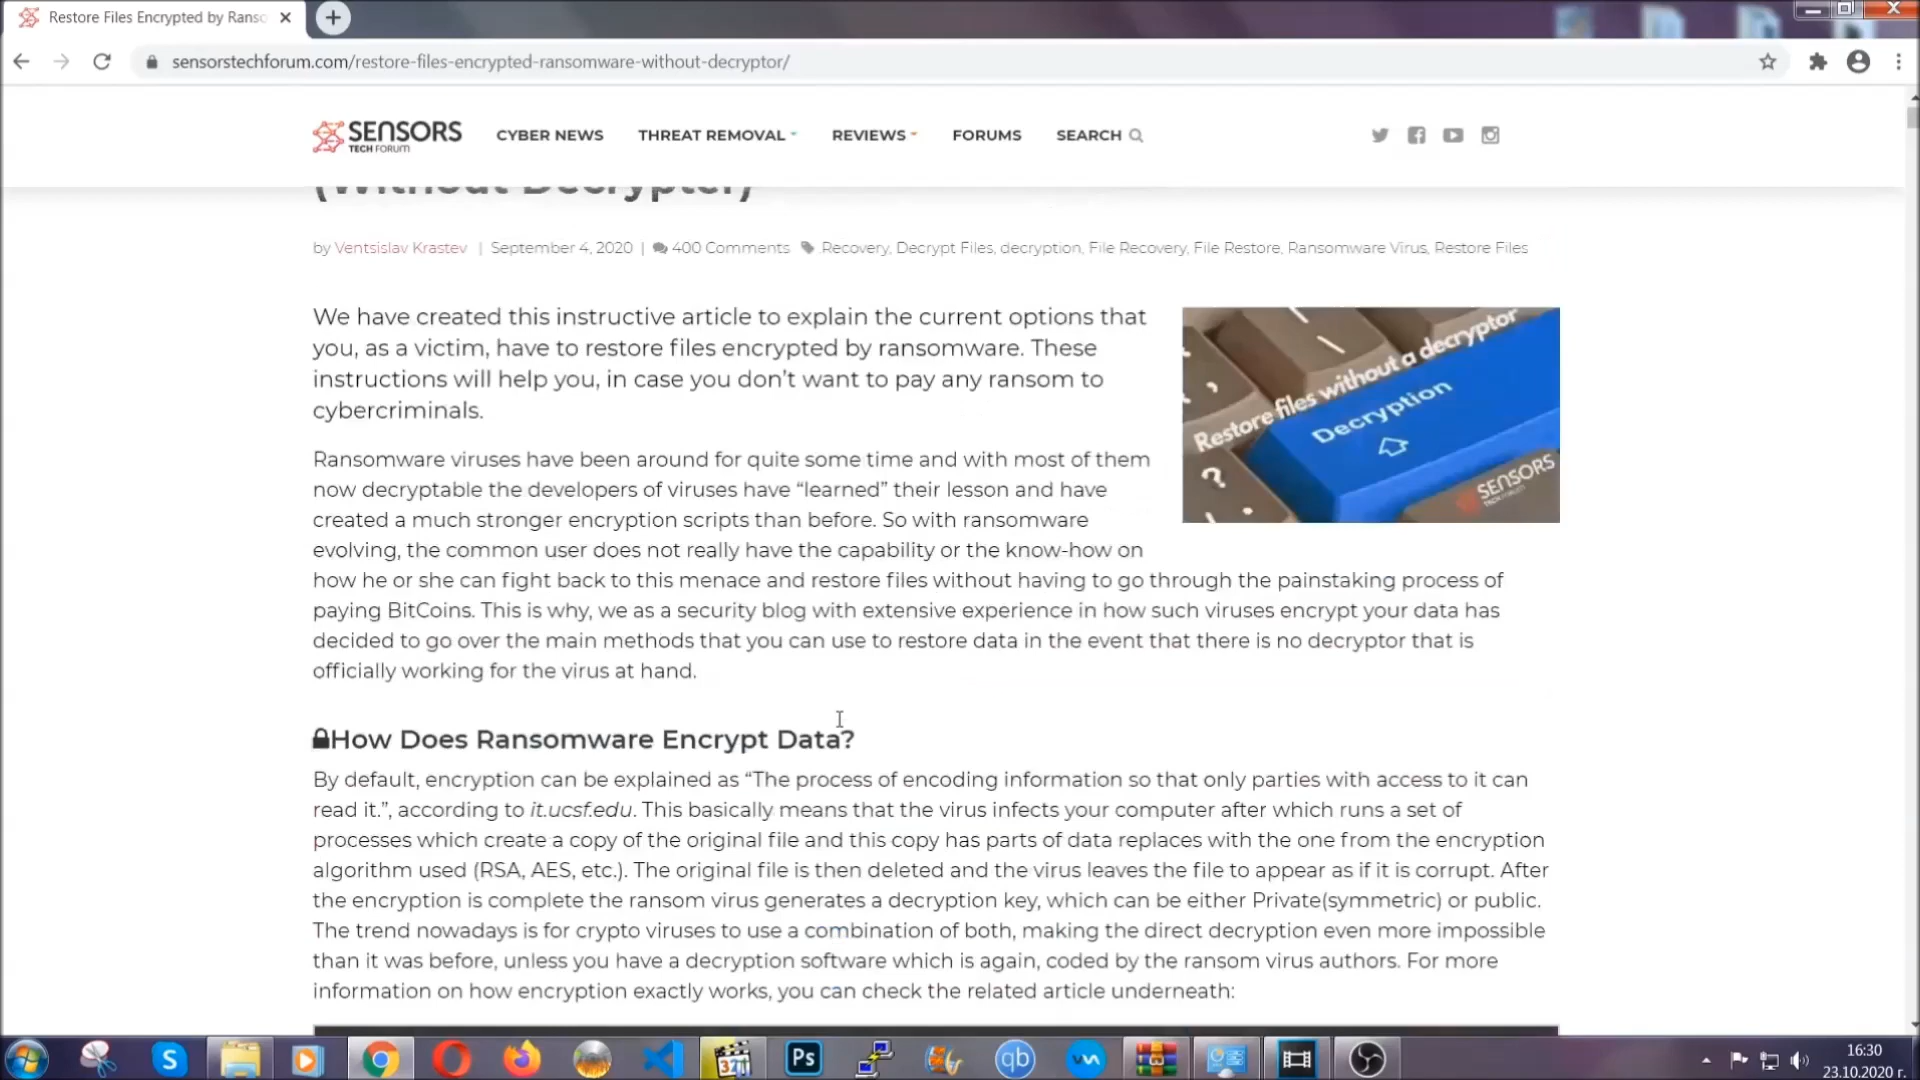 Restore Files Encrypted by Ranso
sensorstechforum.com/restore-files-encrypted-ransomware-without-decryptor/
SENSORS
TECH FORUM
CYBER NEWS THREAT REMOVAL REVIEWS FORUMS SEARCH
(Without Decrypter)
by Ventsislav Krastev | September 4, 2020 | 400 Comments Recovery, Decrypt Files, decryption, File Recovery, File Restore, Ransomware Virus, Restore Files
We have created this instructive article to explain the current options that
you, as a victim, have to restore files encrypted by ransomware. These
instructions will help you, in case you don't want to pay any ransom to
cybercriminals.
Restore files without a decryptor
Decryption
SENSORS
Ransomware viruses have been around for quite some time and with most of them
now decryptable the developers of viruses have “learned” their lesson and have
created a much stronger encryption scripts than before. So with ransomware
evolving, the common user does not really have the capability or the know-how on
how he or she can fight back to this menace and restore files without having to go through the painstaking process of
paying BitCoins. This is why, we as a security blog with extensive experience in how such viruses encrypt your data has
decided to go over the main methods that you can use to restore data in the event that there is no decryptor that is
officially working for the virus at hand.
How Does Ransomware Encrypt Data?
By default, encryption can be explained as “The process of encoding information so that only parties with access to it can
read it.”, according to it.ucsf.edu. This basically means that the virus infects your computer after which runs a set of
processes which create a copy of the original file and this copy has parts of data replaces with the one from the encryption
algorithm used (RSA, AES, etc.). The original file is then deleted and the virus leaves the file to appear as if it is corrupt. After
the encryption is complete the ransom virus generates a decryption key, which can be either Private(symmetric) or public.
The trend nowadays is for crypto viruses to use a combination of both, making the direct decryption even more impossible
than it was before, unless you have a decryption software which is again, coded by the ransom virus authors. For more
information on how encryption exactly works, you can check the related article underneath:
S
321
Ps
qb
16:30
23.10.2020 г.